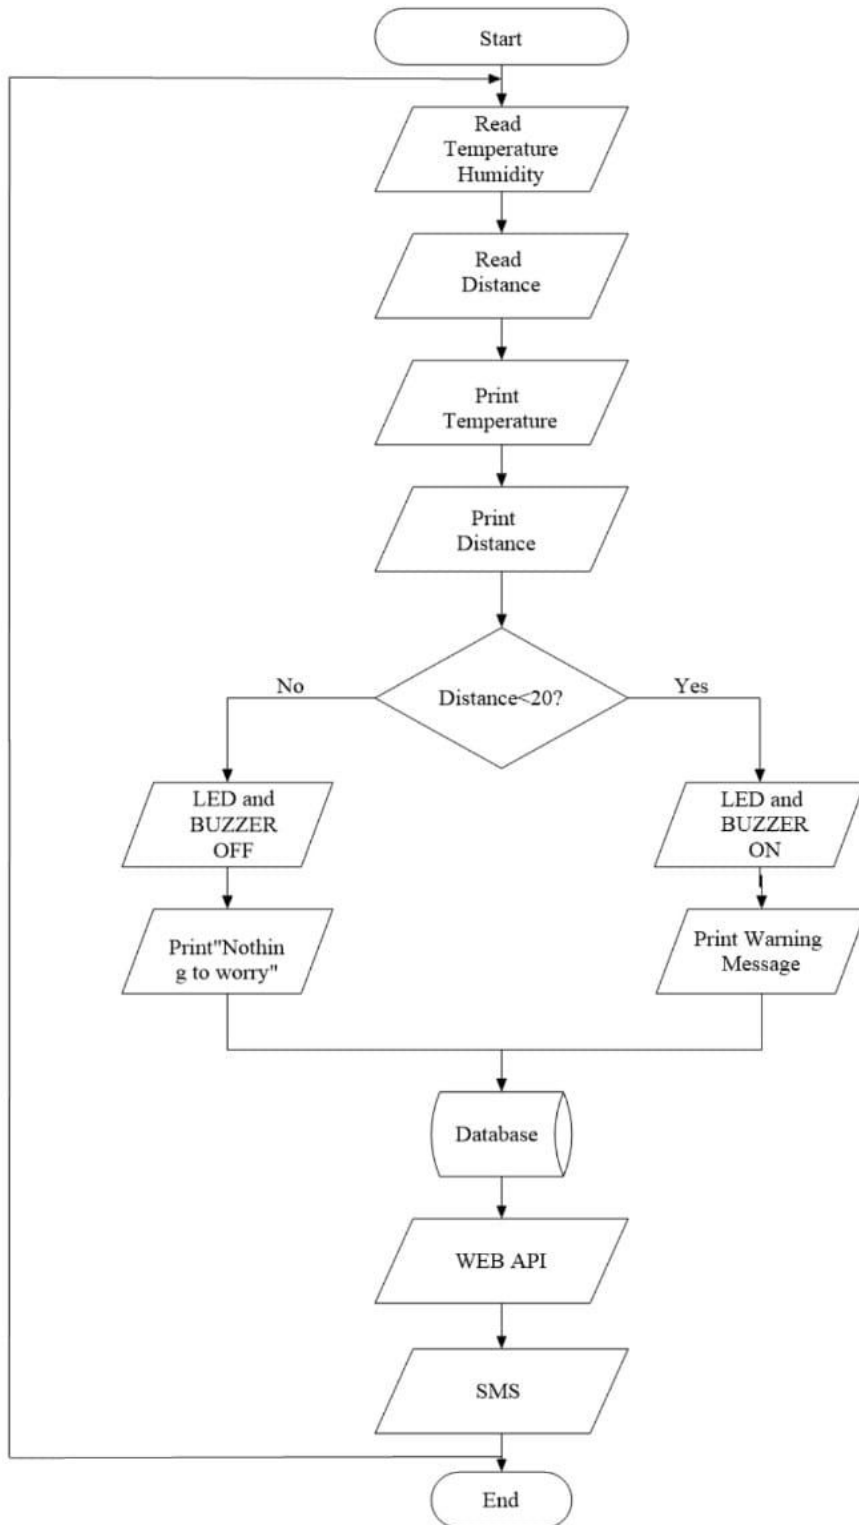 Start
Read
Temperature
Humidity
Read
Distance
Print
Temperature
Print
Distance
Distance<20?
No
Yes
LED and
BUZZER
OFF
LED and
BUZZER
ON
Print"Nothin
g to worry"
Print Warning
Message
Database
WEB API
SMS
End